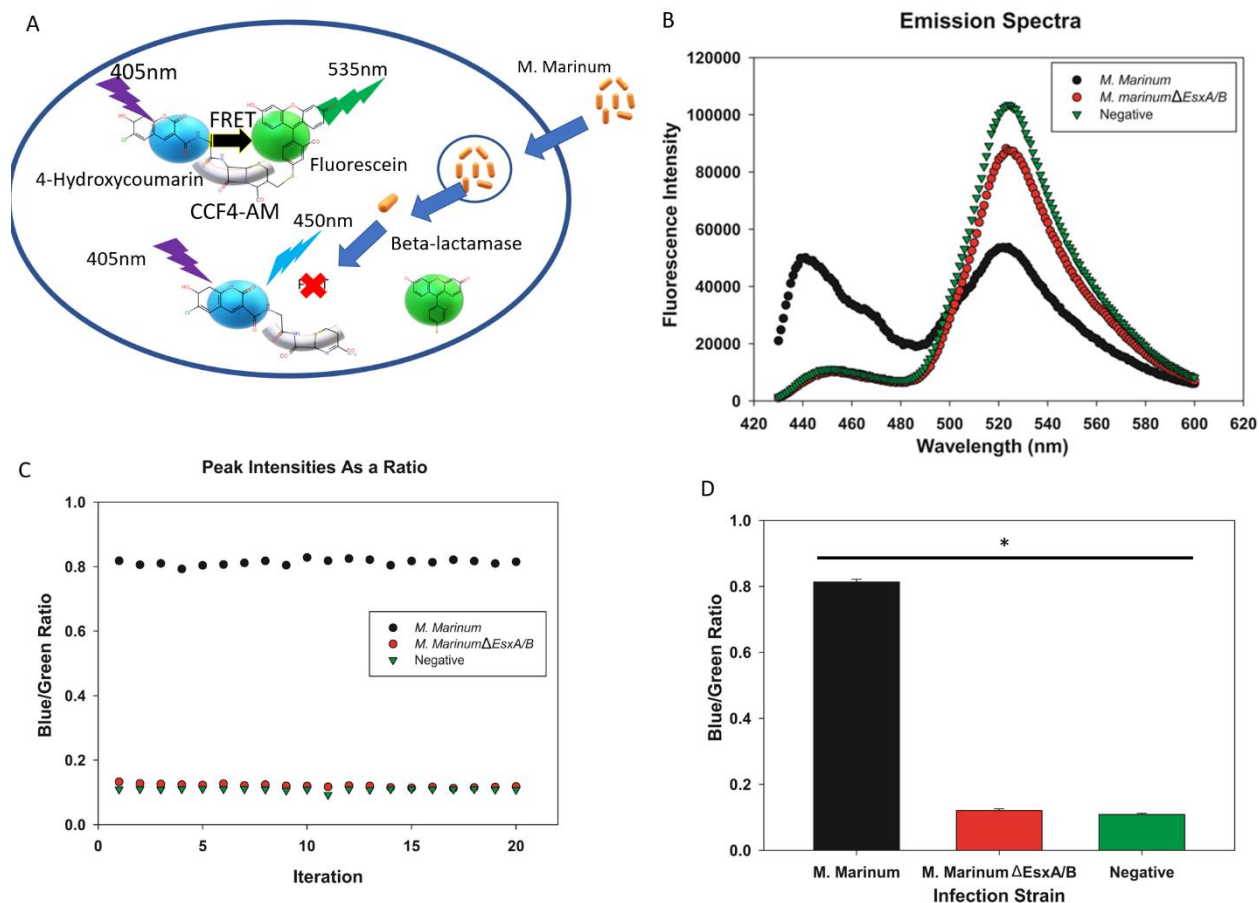 A
405nm
535nm
M. Marinum
FRET
4-Hydroxycoumarin
Fluorescein
CCF4-AM
450nm
405nm
Beta-lactamase
B
Emission Spectra
120000
100000
80000
60000
40000
20000
0
Fluorescence Intensity
M. Marinum
M. marinumΔEsxA/B
Negative
420 440 460 480 500 520 540 560 580 600 620
Wavelength (nm)
C
Peak Intensities As a Ratio
1.0
0.8
0.6
0.4
0.2
0.0
Blue/Green Ratio
M. Marinum
M. MarinumΔEsxA/B
Negative
0 5 10 15 20
Iteration
D
1.0
0.8
0.6
0.4
0.2
0.0
Blue/Green Ratio
*
M. Marinum M. Marinum ΔEsxA/B Negative
Infection Strain